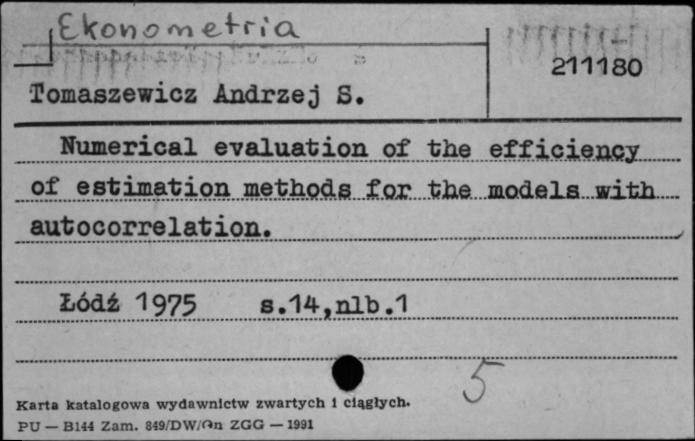 Ekonometria
211180
Tomaszewicz Andrzej S.
Numerical evaluation of the efficiency
of estimation methods for the models with
autocorrelation.
Łódź 1975 s.14,nlb.1
5
Karta katalogowa wydawnictw zwartych i ciągłych.
PU — B144 Zam. 849/DW/On ZGG — 1991